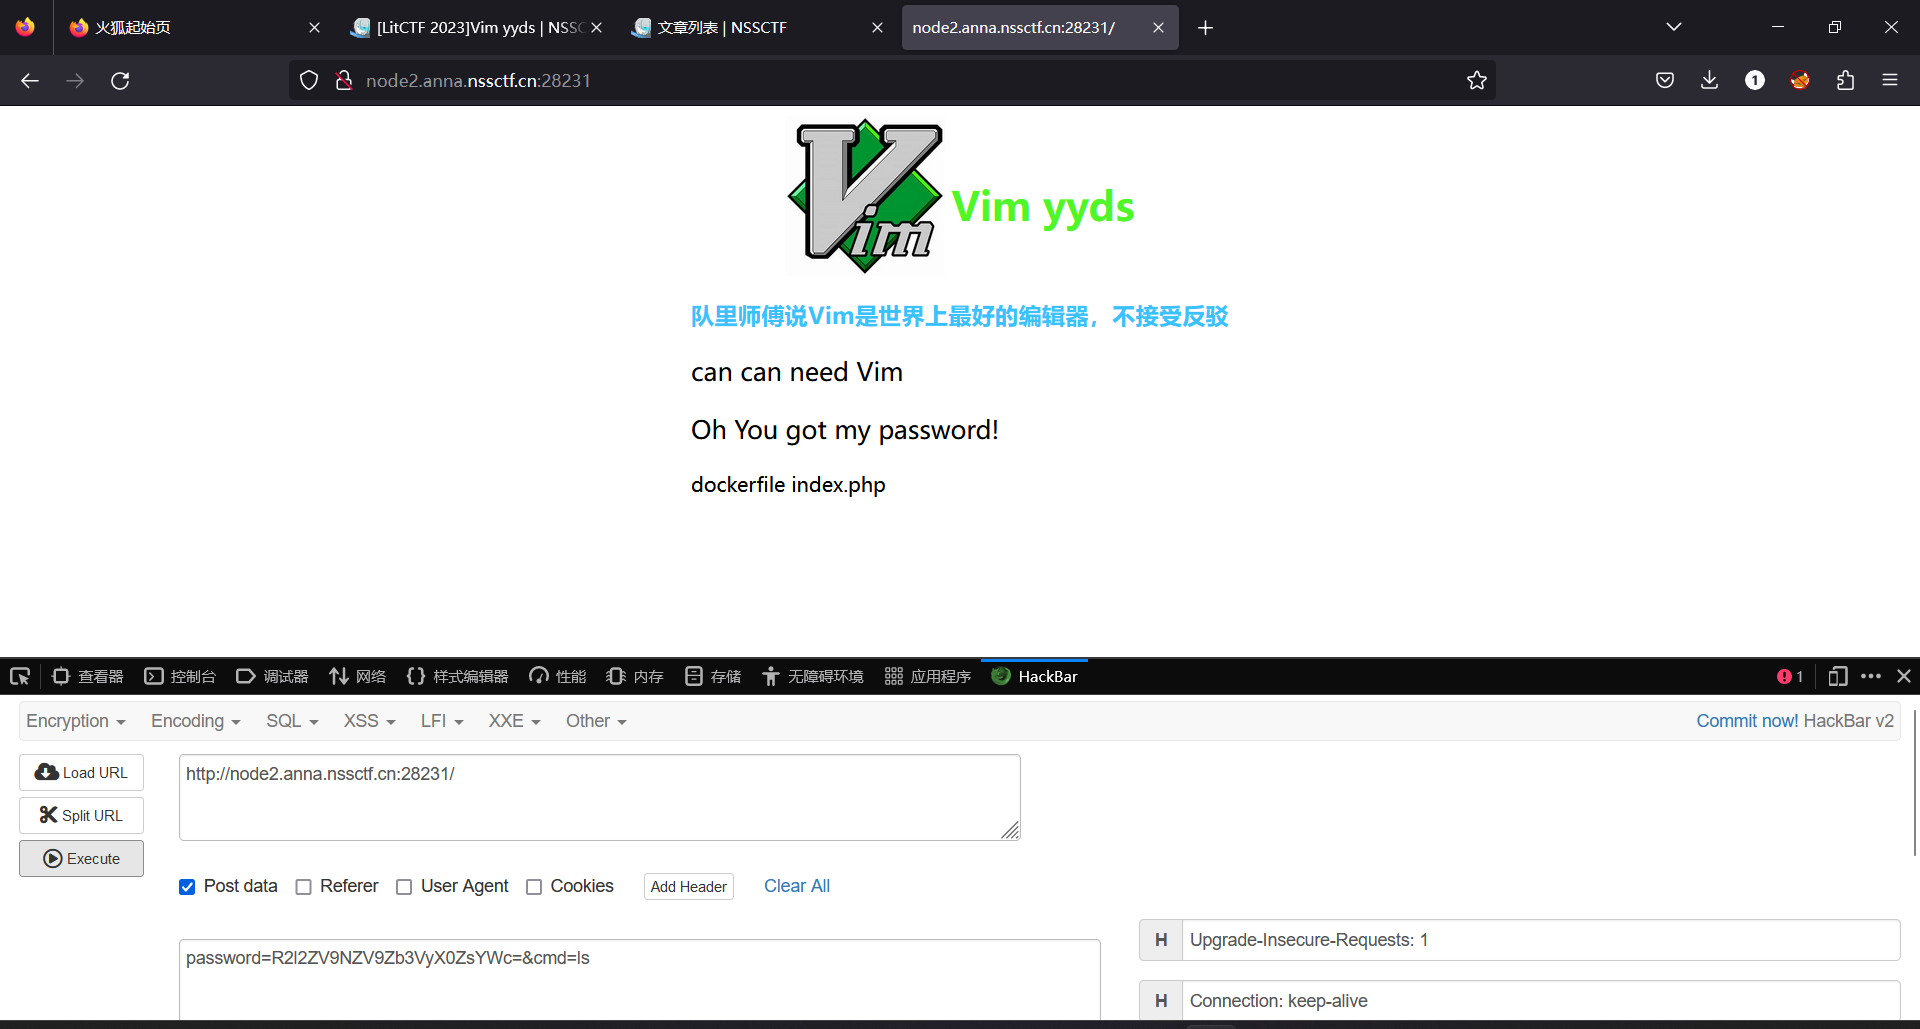 火狐起始页
[LitCTF 2023]Vim yyds | NSSC
文章列表 | NSSCTF
node2.anna.nssctf.cn:28231/
node2.anna.nssctf.cn:28231
1
Vim
Vim yyds
队里师傅说Vim是世界上最好的编辑器，不接受反驳
can can need Vim
Oh You got my password!
dockerfile index.php
查看器
控制台
调试器
网络
样式编辑器
性能
内存
存储
无障碍环境
应用程序
HackBar
1
Encryption
Encoding
SQL
XSS
LFI
XXE
Other
Commit now! HackBar v2
Load URL
http://node2.anna.nssctf.cn:28231/
Split URL
Execute
Post data
Referer
User Agent
Cookies
Add Header
Clear All
H
Upgrade-Insecure-Requests: 1
password=R2l2ZV9NZV9Zb3VyX0ZsYWc=&cmd=ls
H
Connection: keep-alive